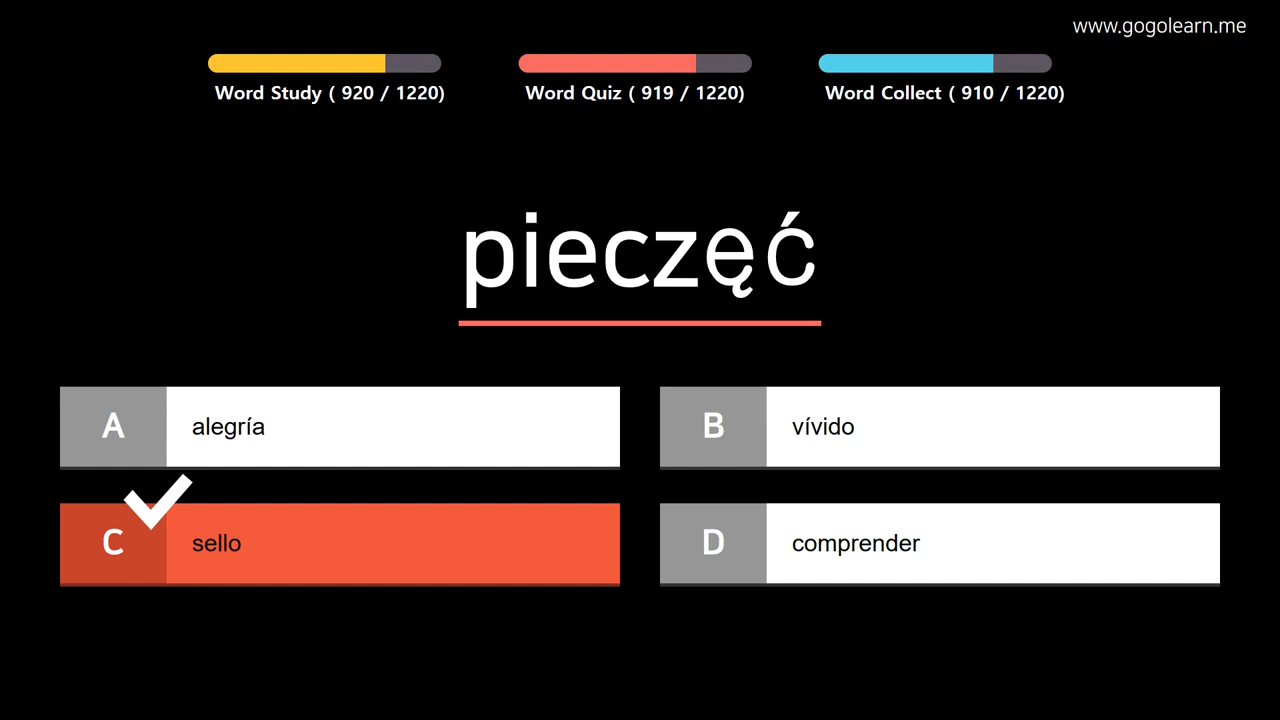 www.gogolearn.me
Word Study ( 920 / 1220)
Word Quiz ( 919 / 1220)
Word Collect ( 910 / 1220)
pieczęć
A alegría
B vívido
C sello
D comprender